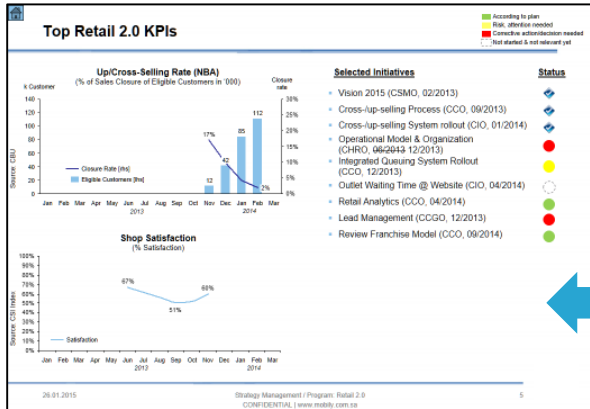 Top Retail 2.0 KPIs
According to plan
Risk, attention needed
Corrective action/decision needed
Not started & not relevant yet
Up/Cross-Selling Rate (NBA)
(% of Sales Closure of Eligible Customers in '000)
k Customer
Closure rate
140
120
100
80
60
40
20
0
30%
25%
20%
15%
10%
5%
0%
17%
12
42
85
112
2%
Closure Rate [rhs]
Eligible Customers [lhs]
Jan Feb Mar Apr May Jun Jul Aug Sep Oct Nov Dec Jan Feb Mar
2013 2014
Source: CBU
Shop Satisfaction
(% Satisfaction)
100%
90%
80%
70%
60%
50%
40%
30%
20%
10%
0%
67%
51%
60%
Satisfaction
Jan Feb Mar Apr May Jun Jul Aug Sep Oct Nov Dec Jan Feb Mar
2013 2014
Source: CSI Index
Selected Initiatives Status
Vision 2015 (CSMO, 02/2013)
Cross-/up-selling Process (CCO, 09/2013)
Cross-/up-selling System rollout (CIO, 01/2014)
Operational Model & Organization
(CHRO, 06/2013 12/2013)
Integrated Queuing System Rollout
(CCO, 12/2013)
Outlet Waiting Time @ Website (CIO, 04/2014)
Retail Analytics (CCO, 04/2014)
Lead Management (CCGO, 12/2013)
Review Franchise Model (CCO, 09/2014)
26.01.2015
Strategy Management / Program: Retail 2.0
CONFIDENTIAL | www.mobily.com.sa
5